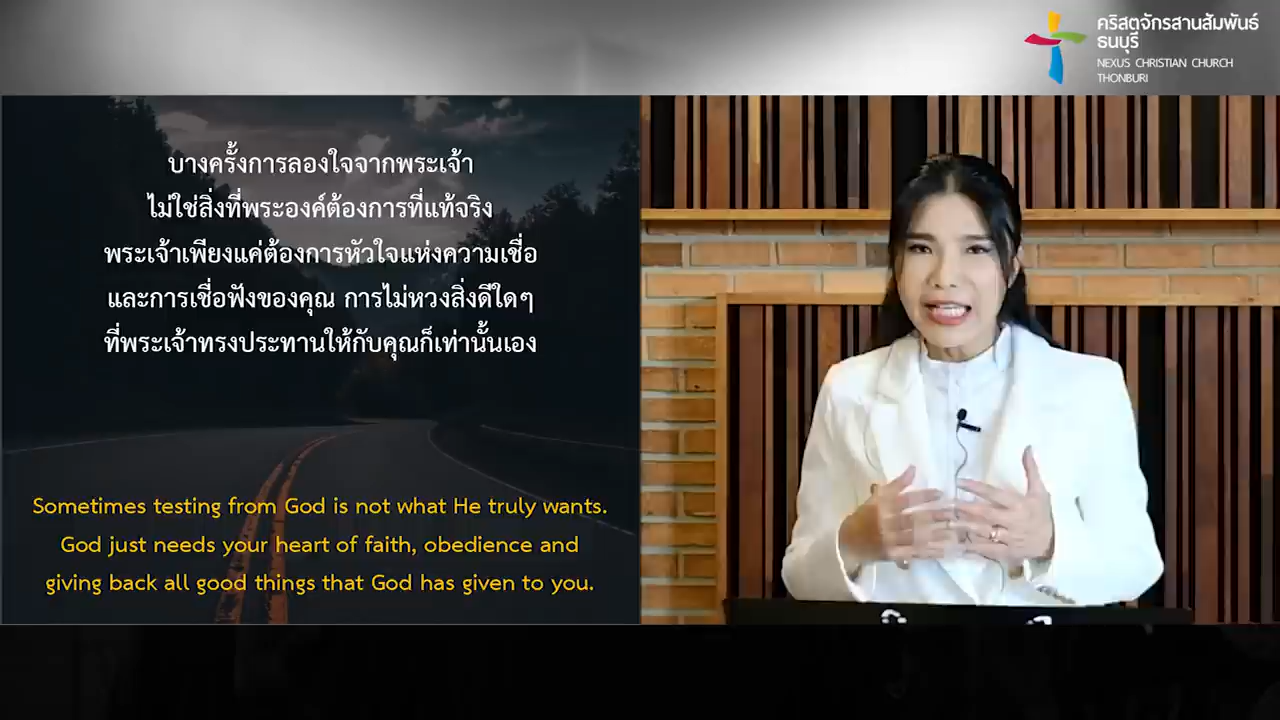 คริสตจักรสานสัมพันธ์
ธนบุรี
NEXUS CHRISTIAN CHURCH
THONBURI
บางครั้งการลองใจจากพระเจ้า
ไม่ใช่สิ่งที่พระองค์ต้องการที่แท้จริง
พระเจ้าเพียงแค่ต้องการหัวใจแห่งความเชื่อ
และการเชื่อฟังของคุณ การไม่หวงสิ่งดีใดๆ
ที่พระเจ้าทรงประทานให้กับคุณก็เท่านั้นเอง
Sometimes testing from God is not what He truly wants.
God just needs your heart of faith, obedience and
giving back all good things that God has given to you.